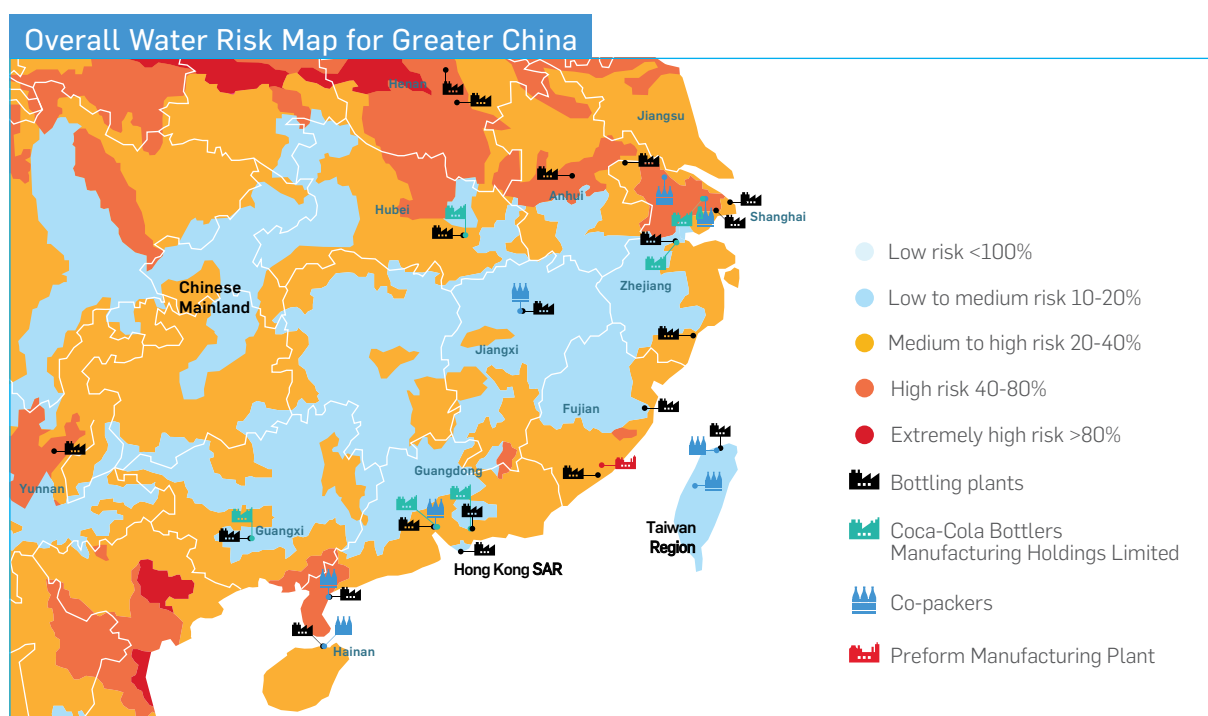 Overall Water Risk Map for Greater China
Henan
Jiangsu
Anhui
Hubei
Shanghai
Chinese
Mainland
Zhejiang
Jiangxi
Fujian
Guangdong
Yunnan
Guangxi
Taiwan
Region
Hong Kong SAR
Hainan
Low risk <100%
Low to medium risk 10-20%
Medium to high risk 20-40%
High risk 40-80%
Extremely high risk >80%
Bottling plants
Coca-Cola Bottlers
Manufacturing Holdings Limited
Co-packers
Preform Manufacturing Plant